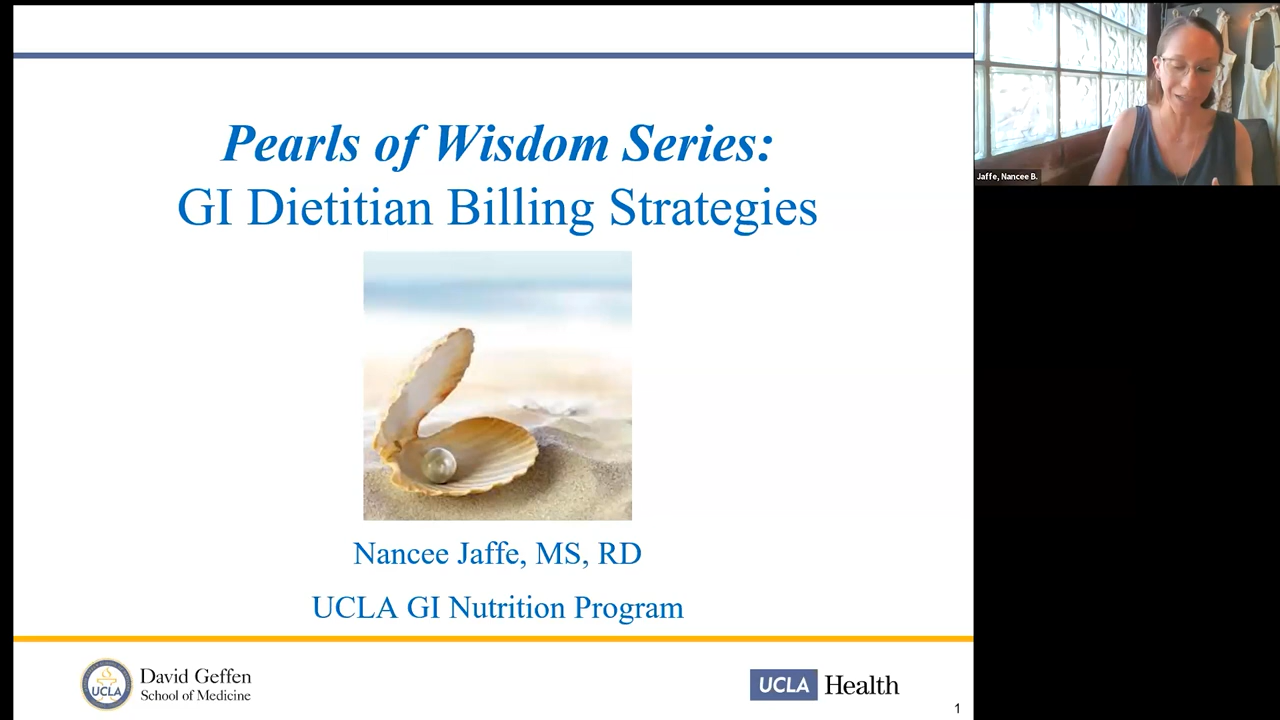 Pearls of Wisdom Series:
GI Dietitian Billing Strategies
Nancee Jaffe, MS, RD
UCLA GI Nutrition Program
UCLA
David Geffen
School of Medicine
UCLA Health
1
Jaffe, Nancee B.